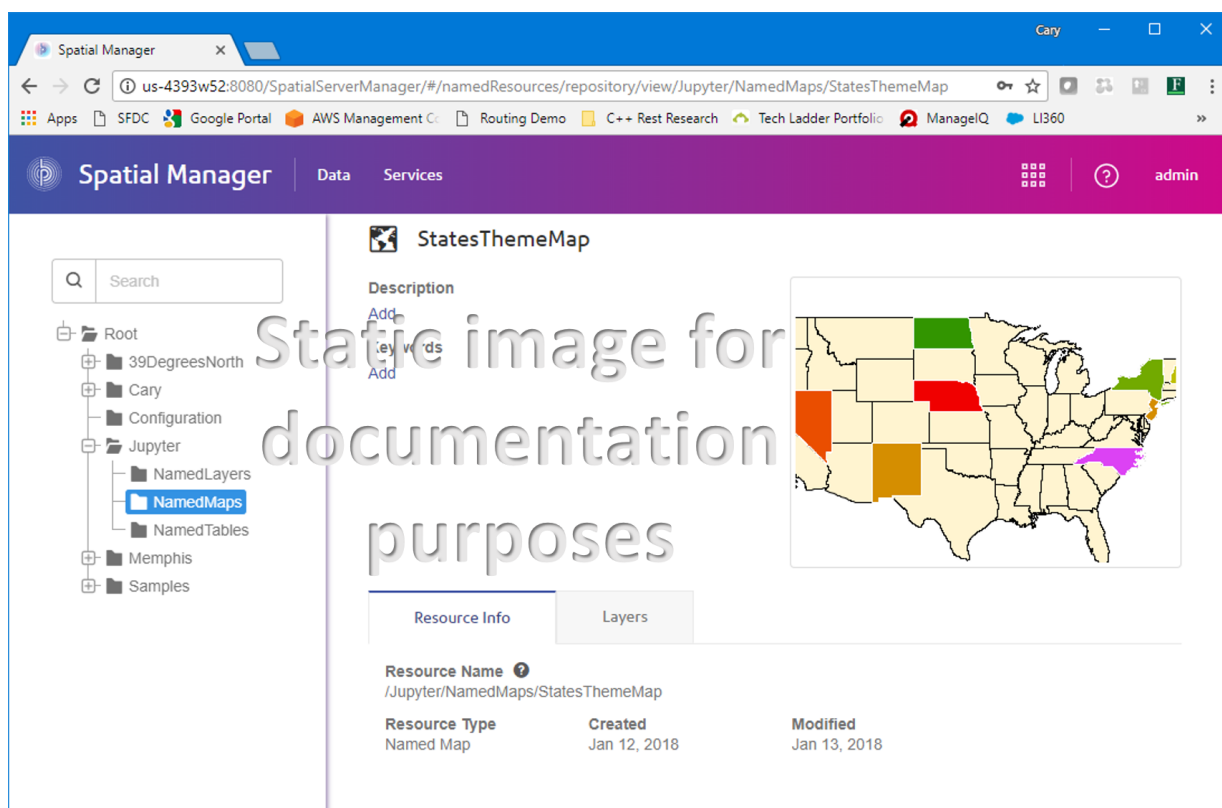 Cary
Spatial Manager
us-4393w52:8080/SpatialServerManager/#/namedResources/repository/view/Jupyter/NamedMaps/StatesThemeMap
Apps SFDC Google Portal AWS Management Routing Demo C++ Rest Research Tech Ladder Portfolio ManageIQ LI360 »
Spatial Manager Data Services admin
StatesThemeMap
Search
Description
Add
Keywords
Add
Root
39DegreesNorth
Cary
Configuration
Jupyter
NamedLayers
NamedMaps
NamedTables
Memphis
Samples
Static image for
documentation
purposes
Resource Info Layers
Resource Name ?
/Jupyter/NamedMaps/StatesThemeMap
Resource Type Created Modified
Named Map Jan 12, 2018 Jan 13, 2018